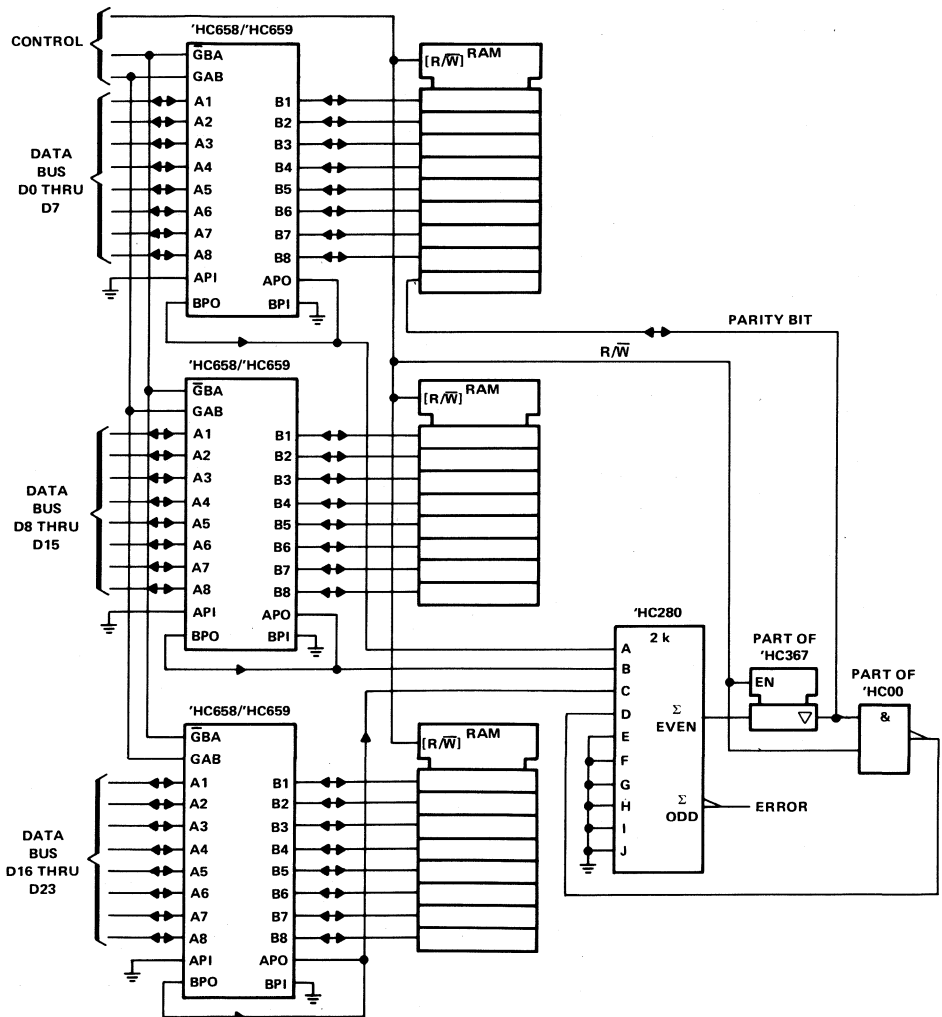 CONTROL
'HC658/'HC659
G̅BA
GAB
A1 B1
A2 B2
A3 B3
A4 B4
A5 B5
A6 B6
A7 B7
A8 B8
API APO
BPO BPI
DATA
BUS
D0 THRU
D7
[R/W̅] RAM
PARITY BIT
R/W̅
'HC658/'HC659
G̅BA
GAB
A1 B1
A2 B2
A3 B3
A4 B4
A5 B5
A6 B6
A7 B7
A8 B8
API APO
BPO BPI
DATA
BUS
D8 THRU
D15
[R/W̅] RAM
'HC658/'HC659
G̅BA
GAB
A1 B1
A2 B2
A3 B3
A4 B4
A5 B5
A6 B6
A7 B7
A8 B8
API APO
BPO BPI
DATA
BUS
D16 THRU
D23
[R/W̅] RAM
'HC280
2 k
A
B
C
D
E
F
G
H
I
J
Σ
EVEN
Σ
ODD
ERROR
PART OF
'HC367
EN
PART OF
'HC00
&